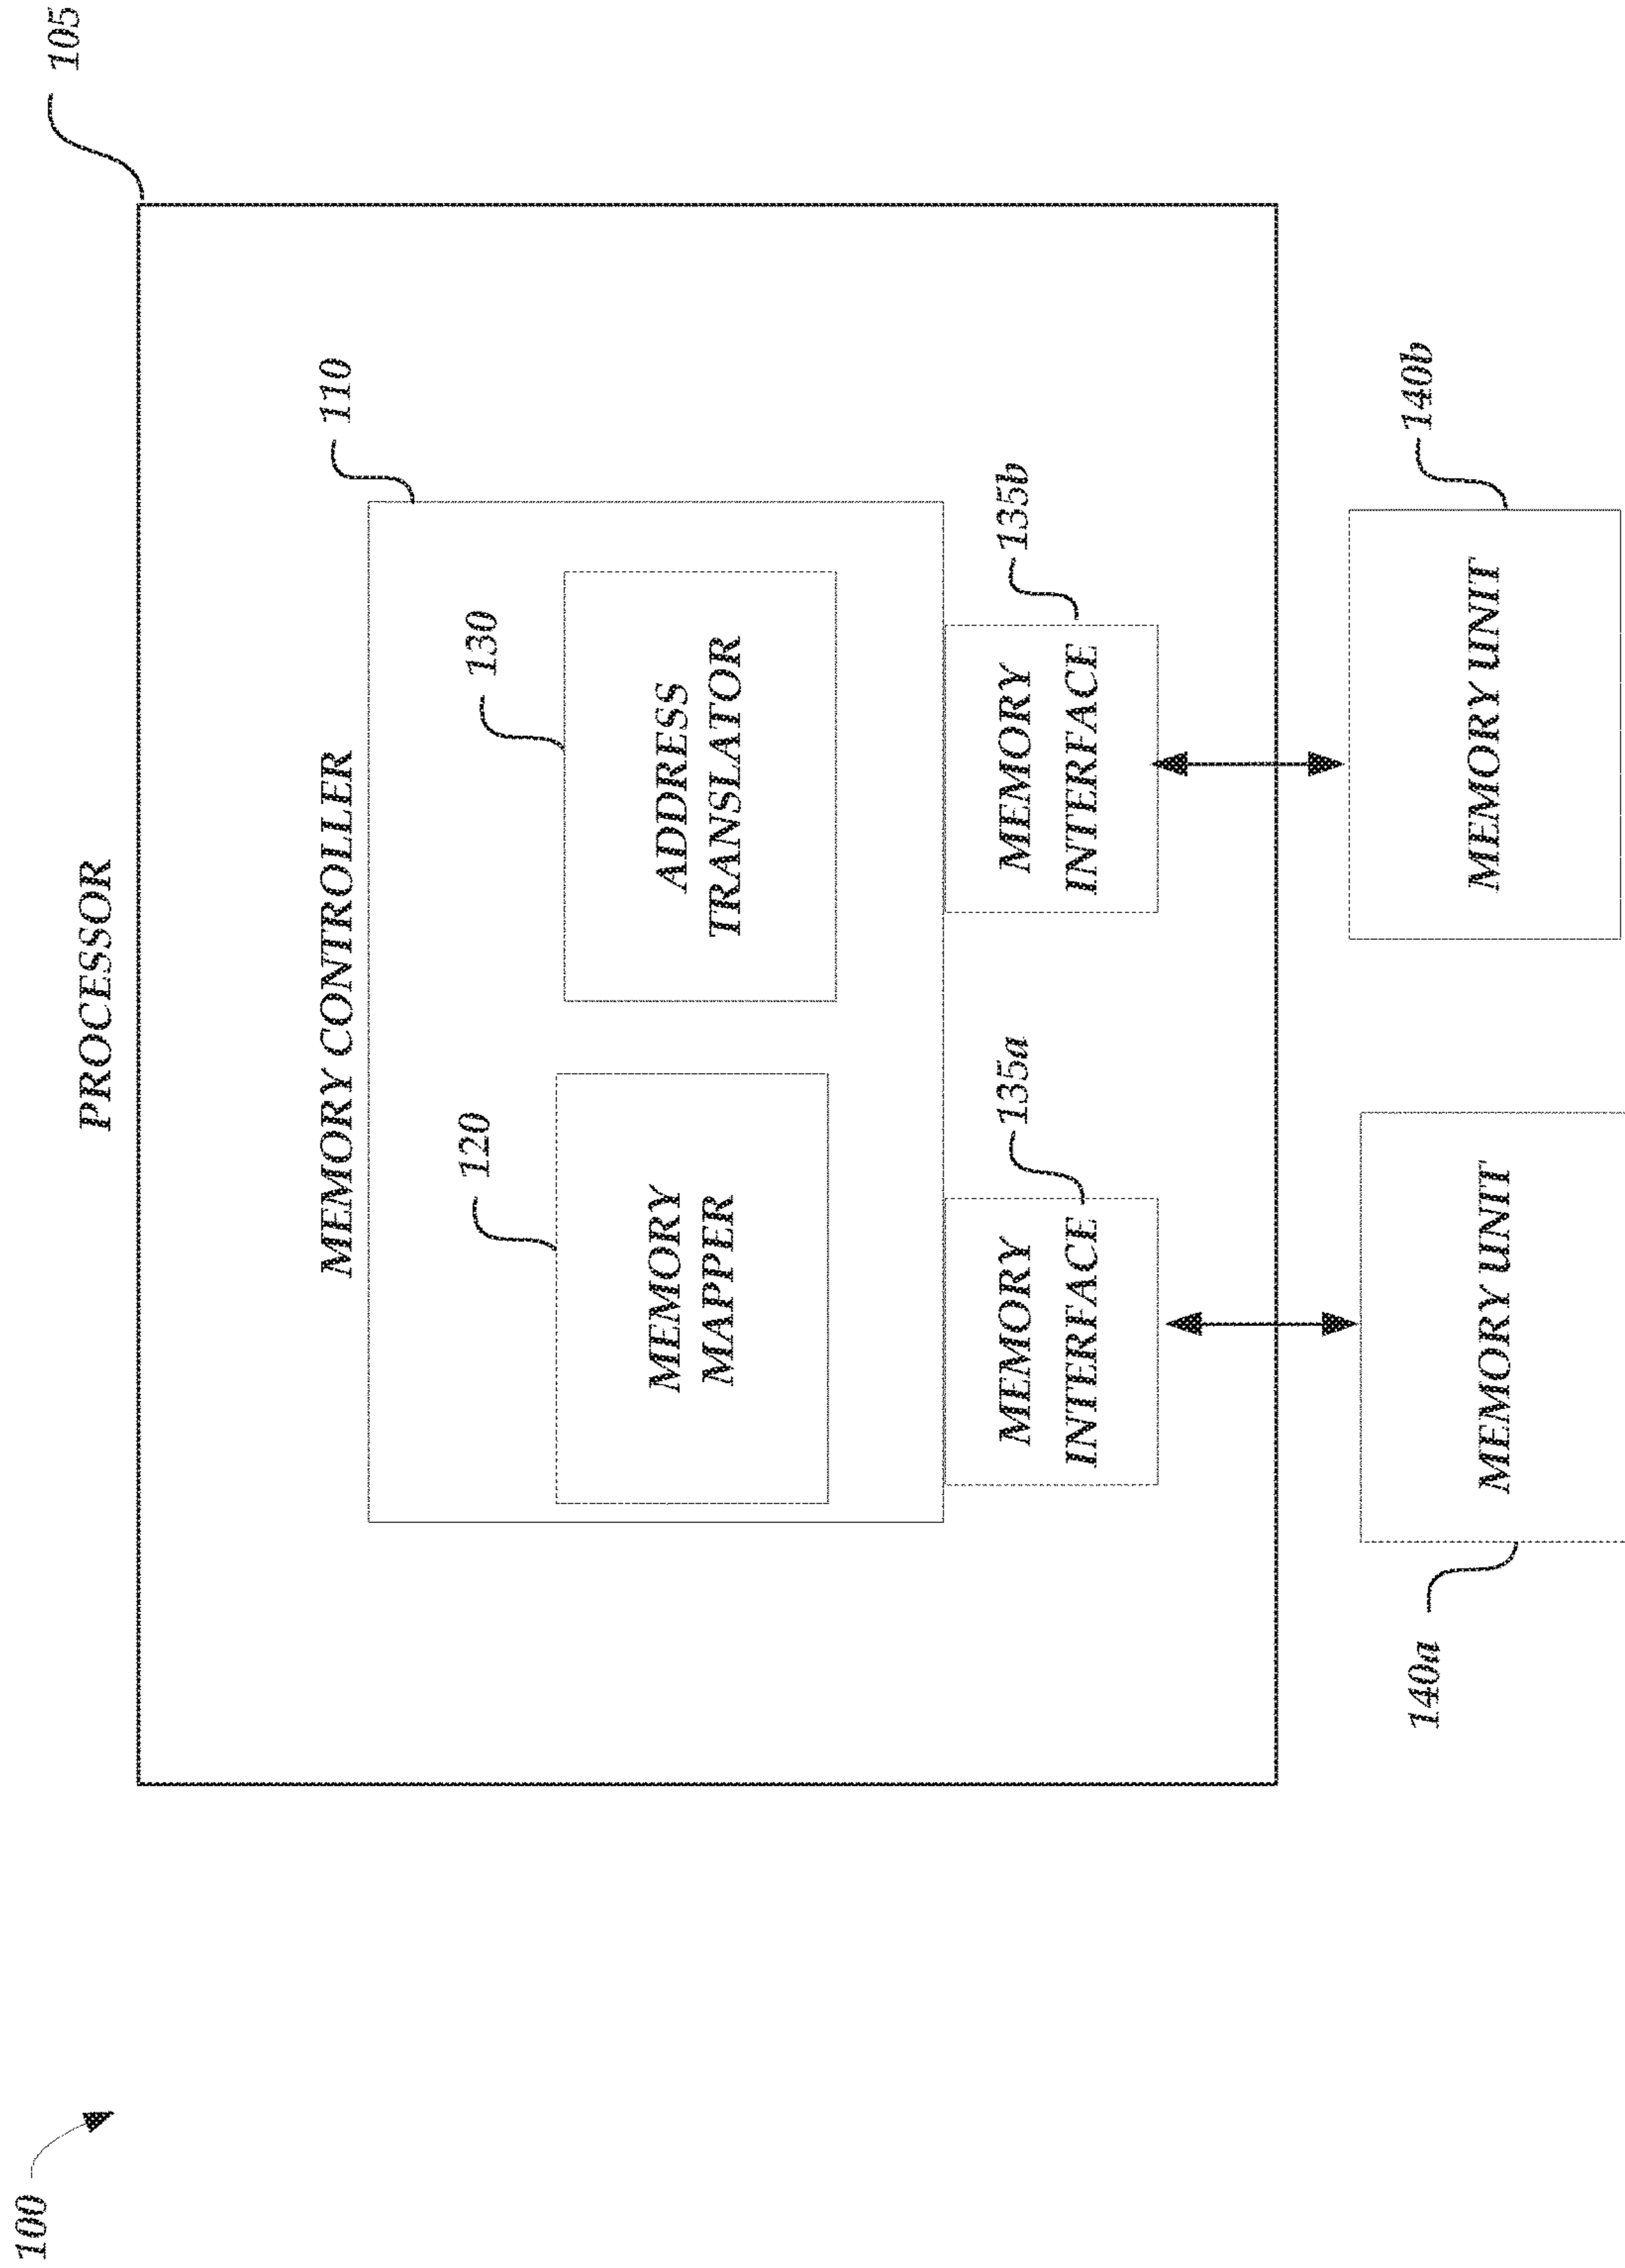 100
105
PROCESSOR
110
MEMORY CONTROLLER
120
130
MEMORY
MAPPER
ADDRESS
TRANSLATOR
135a
135b
MEMORY
INTERFACE
MEMORY
INTERFACE
140a
140b
MEMORY UNIT
MEMORY UNIT